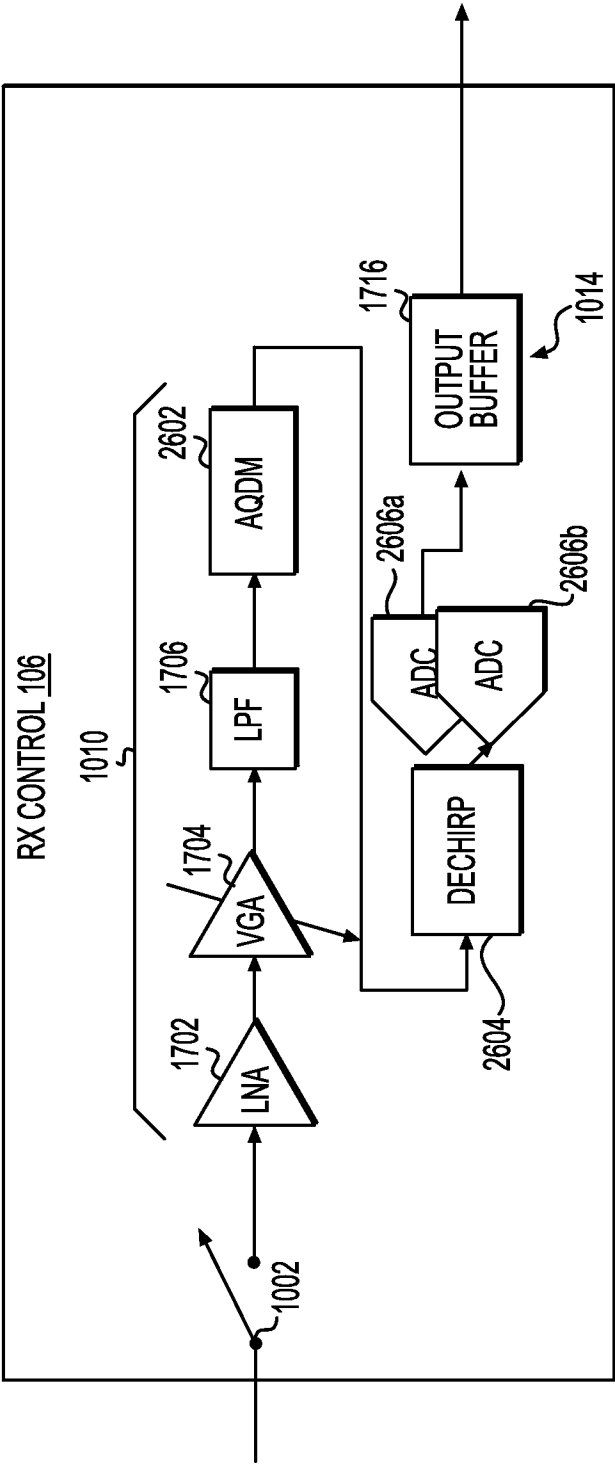 RX CONTROL 106
1010
1702
LNA
1704
VGA
1706
LPF
2602
AQDM
1002
2604
DECHIRP
2606a
ADC
ADC
2606b
1716
OUTPUT
BUFFER
1014